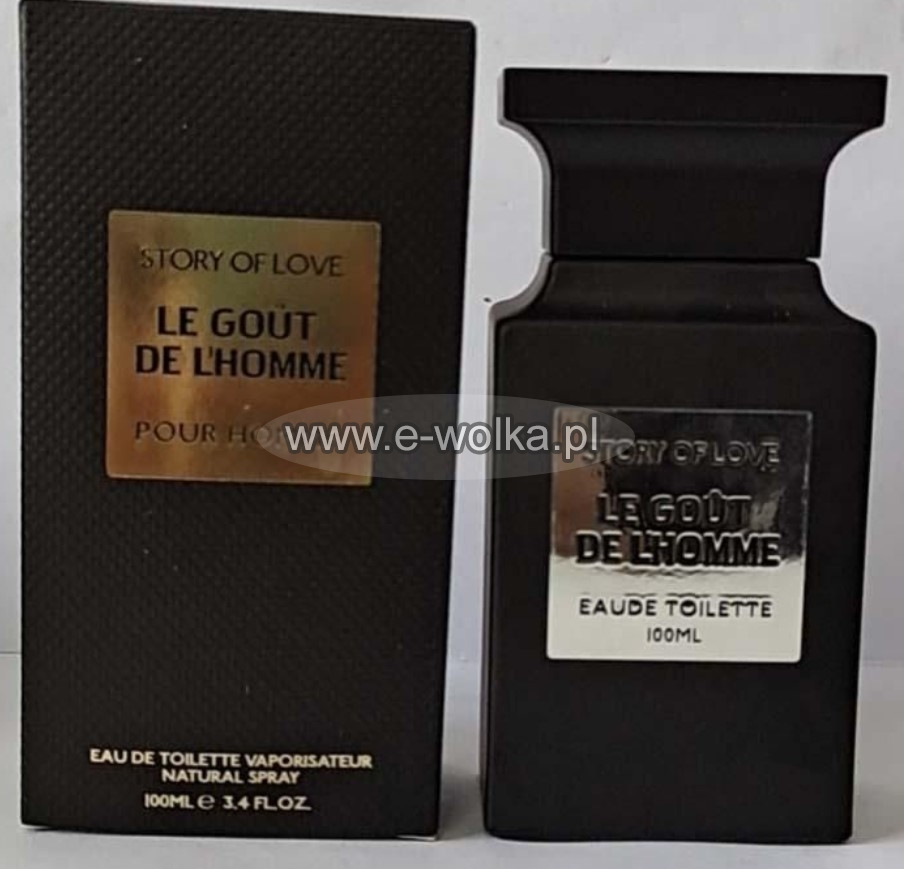 STORY OF LOVE
LE GOÛT
DE L'HOMME
POUR HOMME
www.e-wolka.pl
EAU DE TOILETTE VAPORISATEUR
NATURAL SPRAY
100ML e 3.4 FL.OZ.
STORY OF LOVE
LE GOÛT
DE L'HOMME
EAUDE TOILETTE
100ML